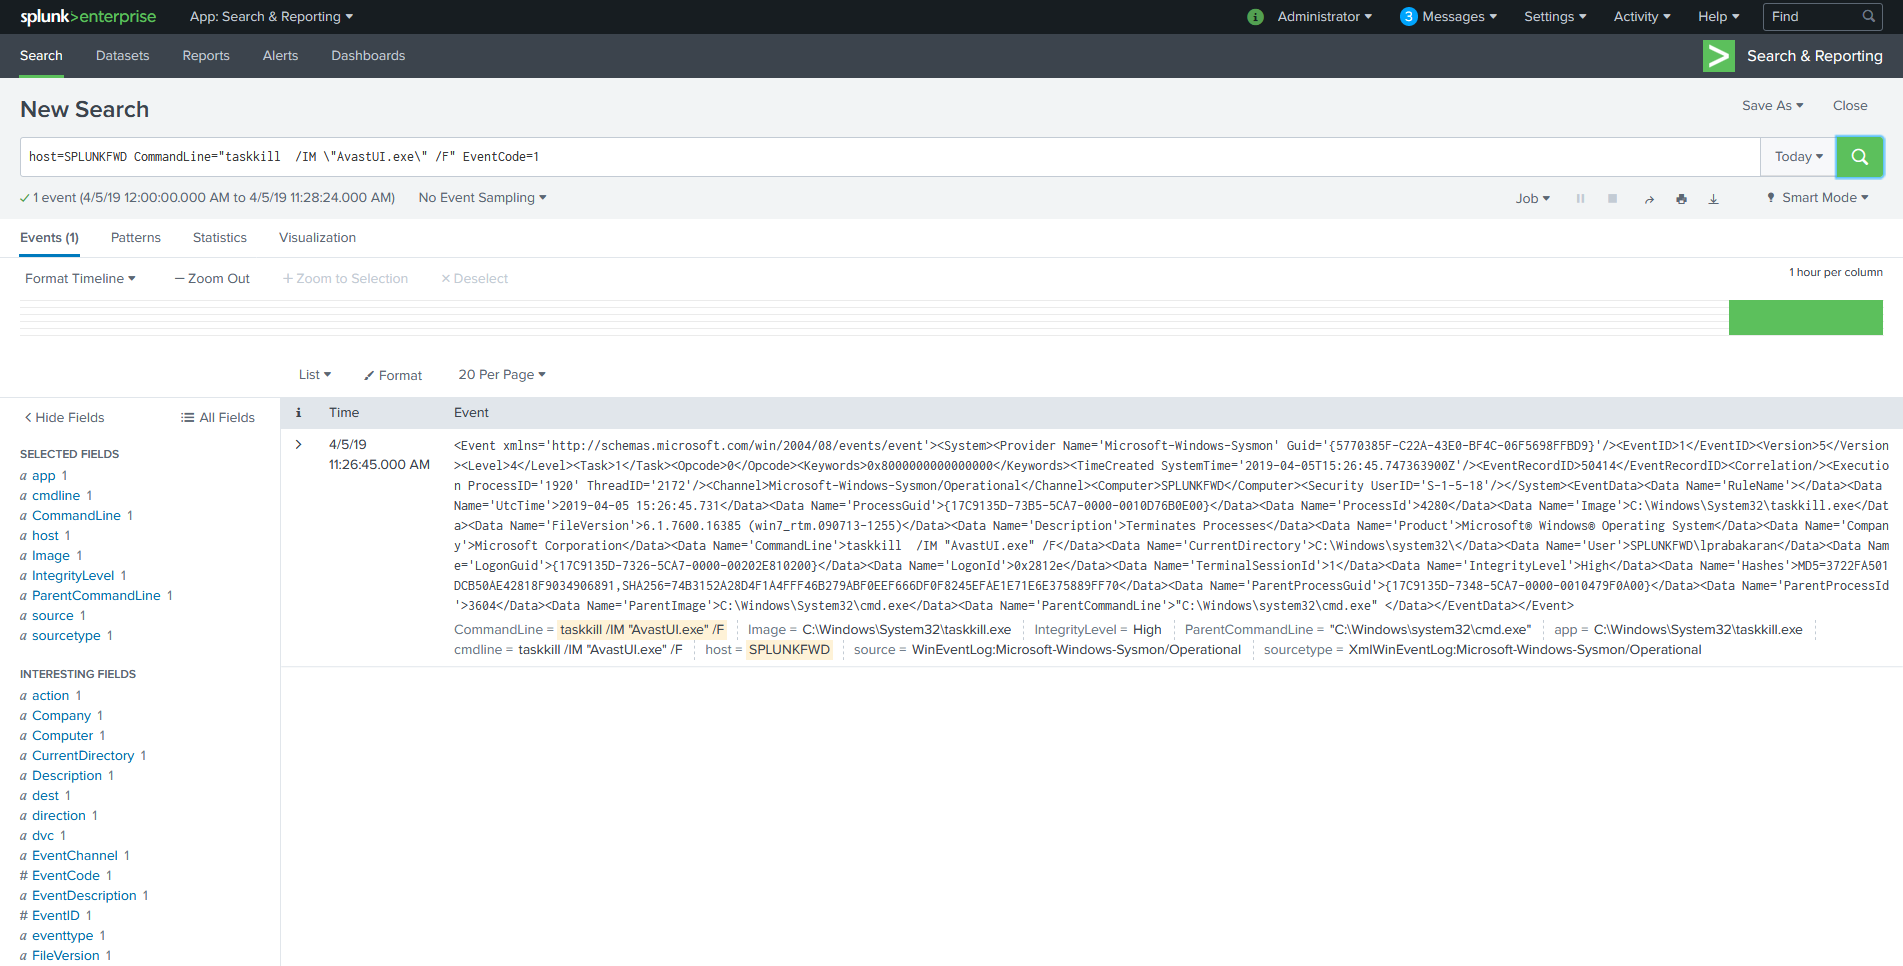 splunk>enterprise App: Search & Reporting ▾ i Administrator ▾ 3 Messages ▾ Settings ▾ Activity ▾ Help ▾ Find
Search Datasets Reports Alerts Dashboards > Search & Reporting
New Search Save As ▾ Close
host=SPLUNKFWD CommandLine="taskkill  /IM \"AvastUI.exe\" /F" EventCode=1 Today ▾
✓ 1 event (4/5/19 12:00:00.000 AM to 4/5/19 11:28:24.000 AM) No Event Sampling ▾ Job ▾ Smart Mode ▾
Events (1) Patterns Statistics Visualization
Format Timeline ▾ — Zoom Out + Zoom to Selection × Deselect 1 hour per column
List ▾ Format 20 Per Page ▾
< Hide Fields All Fields
i Time Event
SELECTED FIELDS
a app 1
a cmdline 1
a CommandLine 1
a host 1
a Image 1
a IntegrityLevel 1
a ParentCommandLine 1
a source 1
a sourcetype 1
INTERESTING FIELDS
a action 1
a Company 1
a Computer 1
a CurrentDirectory 1
a Description 1
a dest 1
a direction 1
a dvc 1
a EventChannel 1
# EventCode 1
a EventDescription 1
# EventID 1
a eventtype 1
a FileVersion 1
> 4/5/19
11:26:45.000 AM
<Event xmlns='http://schemas.microsoft.com/win/2004/08/events/event'><System><Provider Name='Microsoft-Windows-Sysmon' Guid='{5770385F-C22A-43E0-BF4C-06F5698FFBD9}'/><EventID>1</EventID><Version>5</Version
><Level>4</Level><Task>1</Task><Opcode>0</Opcode><Keywords>0x8000000000000000</Keywords><TimeCreated SystemTime='2019-04-05T15:26:45.747363900Z'/><EventRecordID>50414</EventRecordID><Correlation/><Executio
n ProcessID='1920' ThreadID='2172'/><Channel>Microsoft-Windows-Sysmon/Operational</Channel><Computer>SPLUNKFWD</Computer><Security UserID='S-1-5-18'/></System><EventData><Data Name='RuleName'></Data><Data
 Name='UtcTime'>2019-04-05 15:26:45.731</Data><Data Name='ProcessGuid'>{17C9135D-73B5-5CA7-0000-0010D76B0E00}</Data><Data Name='ProcessId'>4280</Data><Data Name='Image'>C:\Windows\System32\taskkill.exe</Dat
a><Data Name='FileVersion'>6.1.7600.16385 (win7_rtm.090713-1255)</Data><Data Name='Description'>Terminates Processes</Data><Data Name='Product'>Microsoft® Windows® Operating System</Data><Data Name='Compan
y'>Microsoft Corporation</Data><Data Name='CommandLine'>taskkill  /IM "AvastUI.exe" /F</Data><Data Name='CurrentDirectory'>C:\Windows\system32\</Data><Data Name='User'>SPLUNKFWD\lprabakaran</Data><Data Nam
e='LogonGuid'>{17C9135D-7326-5CA7-0000-00202E810200}</Data><Data Name='LogonId'>0x2812e</Data><Data Name='TerminalSessionId'>1</Data><Data Name='IntegrityLevel'>High</Data><Data Name='Hashes'>MD5=3722FA501
DCB50AE42818F9034906891,SHA256=74B3152A28D4F1A4FFF46B279ABF0EEF666DF0F8245EFAE1E71E6E375889FF70</Data><Data Name='ParentProcessGuid'>{17C9135D-7348-5CA7-0000-0010479F0A00}</Data><Data Name='ParentProcessId
'>3604</Data><Data Name='ParentImage'>C:\Windows\System32\cmd.exe</Data><Data Name='ParentCommandLine'>"C:\Windows\system32\cmd.exe" </Data></EventData></Event>
CommandLine = taskkill /IM "AvastUI.exe" /F Image = C:\Windows\System32\taskkill.exe IntegrityLevel = High ParentCommandLine = "C:\Windows\system32\cmd.exe" app = C:\Windows\System32\taskkill.exe
cmdline = taskkill /IM "AvastUI.exe" /F host = SPLUNKFWD source = WinEventLog:Microsoft-Windows-Sysmon/Operational sourcetype = XmlWinEventLog:Microsoft-Windows-Sysmon/Operational